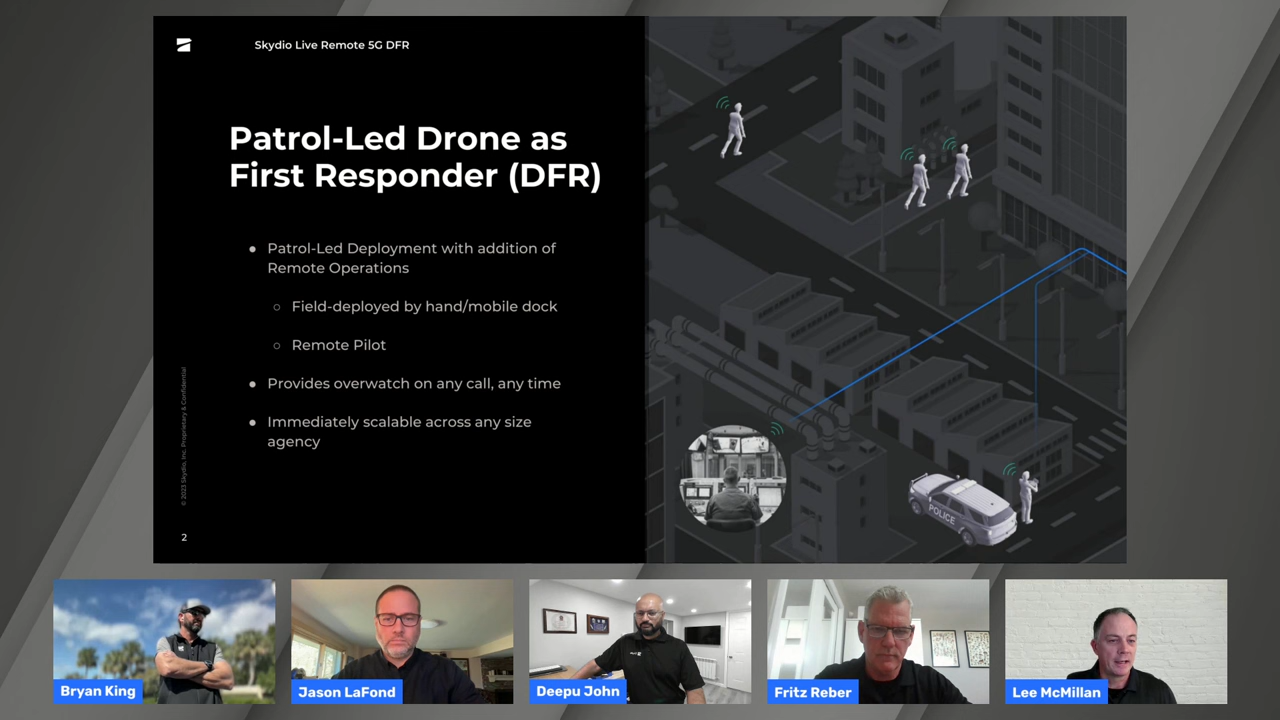 Skydio Live Remote 5G DFR
Patrol-Led Drone as
First Responder (DFR)
● Patrol-Led Deployment with addition of
Remote Operations
○ Field-deployed by hand/mobile dock
○ Remote Pilot
● Provides overwatch on any call, any time
● Immediately scalable across any size
agency
© 2023 Skydio, Inc. Proprietary & Confidential
2
POLICE
Bryan King
Jason LaFond
Deepu John
Fritz Reber
Lee McMillan